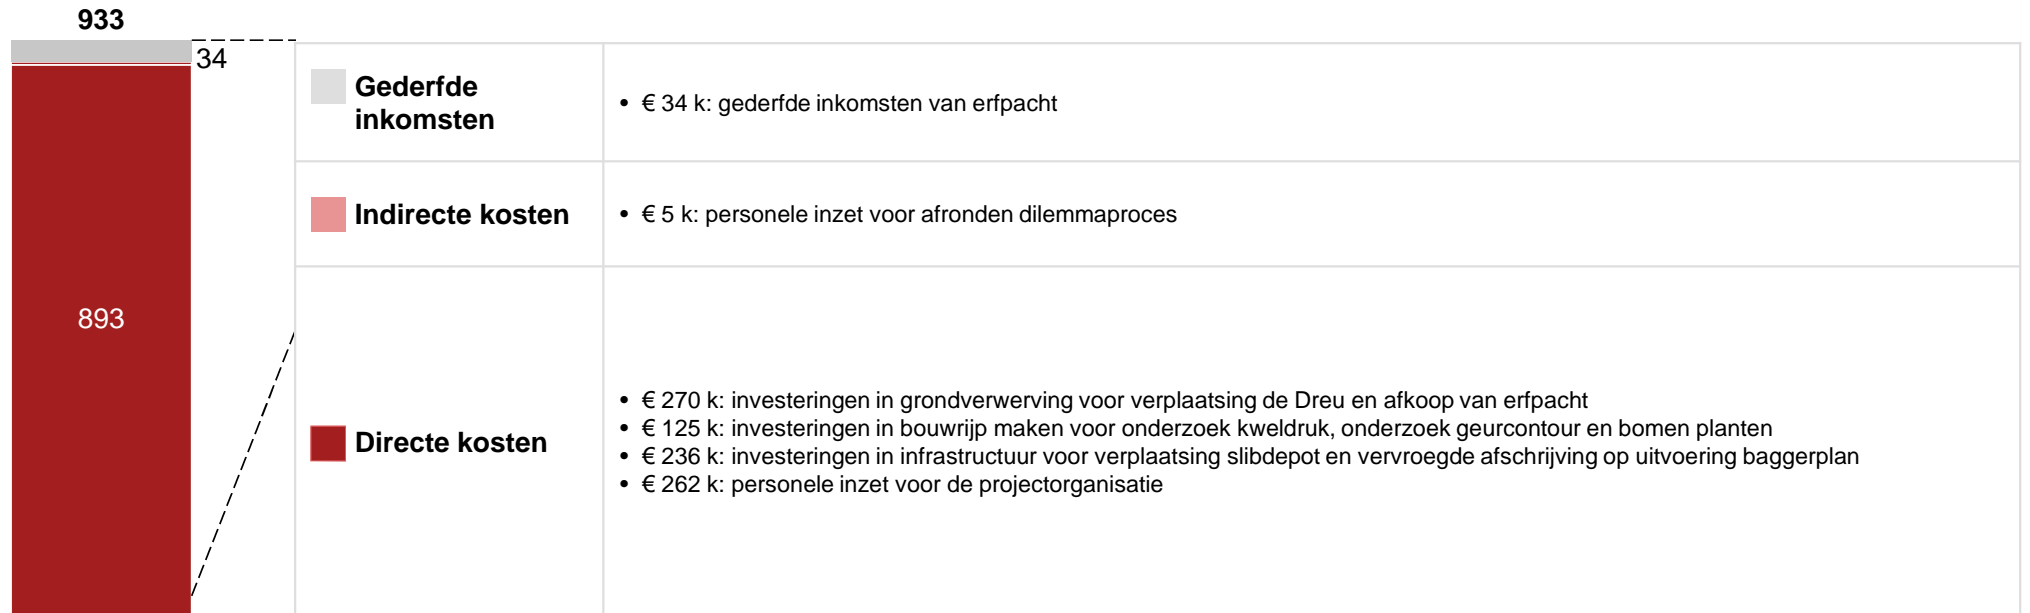 933
34
893
Gederfde
inkomsten
• € 34 k: gederfde inkomsten van erfpacht
Indirecte kosten
• € 5 k: personele inzet voor afronden dilemmaproces
Directe kosten
• € 270 k: investeringen in grondverwerving voor verplaatsing de Dreu en afkoop van erfpacht
• € 125 k: investeringen in bouwrijp maken voor onderzoek kweldruk, onderzoek geurcontour en bomen planten
• € 236 k: investeringen in infrastructuur voor verplaatsing slibdepot en vervroegde afschrijving op uitvoering baggerplan
• € 262 k: personele inzet voor de projectorganisatie